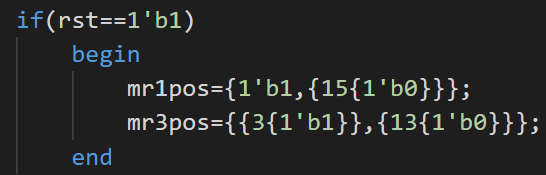 if(rst==1'b1)
begin
mr1pos={1'b1,{15{1'b0}}};
mr3pos={{3{1'b1}},{13{1'b0}}};
end